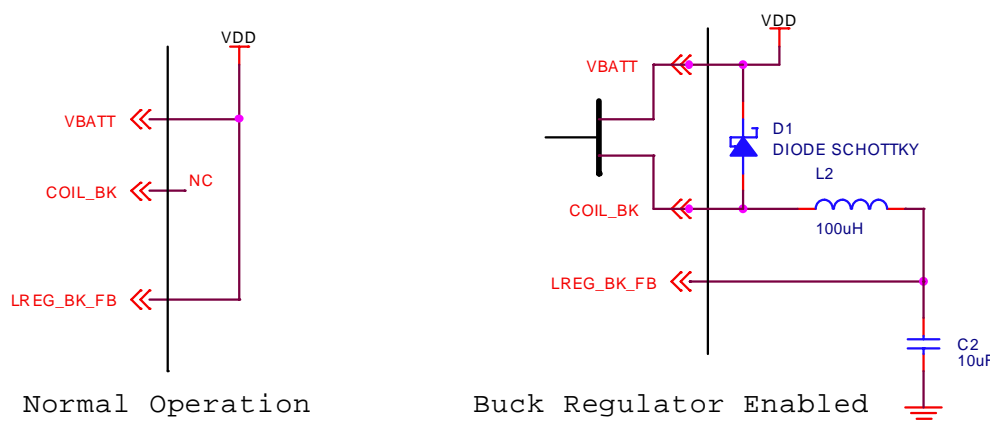 VDD
VBATT
COIL_BK
NC
LREG_BK_FB
Normal Operation
VDD
VBATT
D1
DIODE SCHOTTKY
L2
COIL_BK
100uH
LREG_BK_FB
C2
10uF
Buck Regulator Enabled